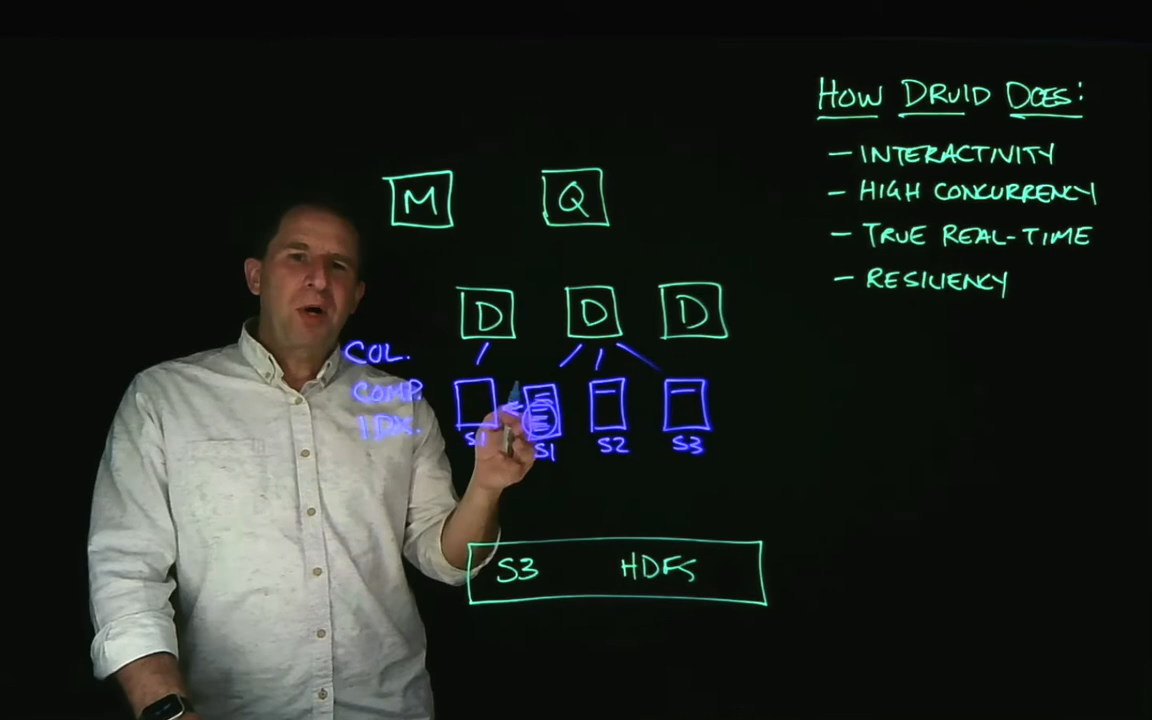 HOW DRUID DOES:
— INTERACTIVITY
— HIGH CONCURRENCY
— TRUE REAL-TIME
— RESILIENCY
M Q
D D D
COL.
COMP.
IDX.
S1 S1 S2 S3
S3 HDFS